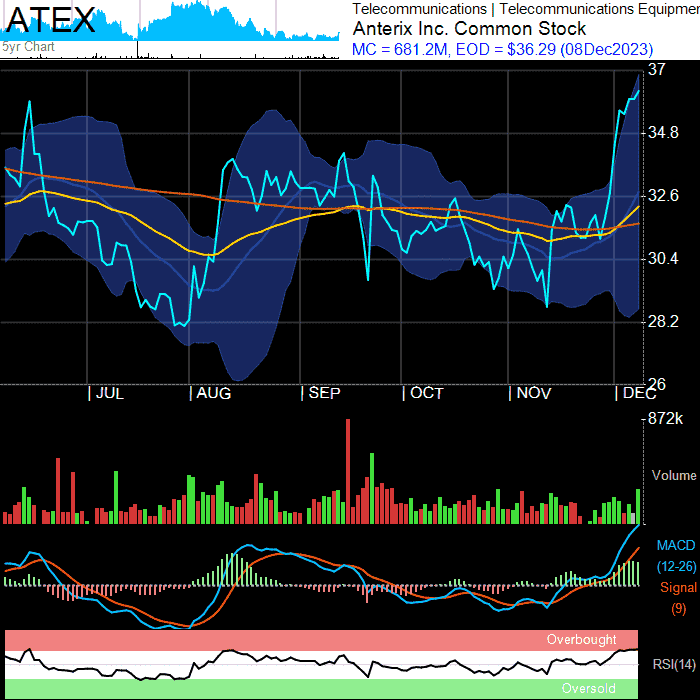 ATEX
5yr Chart
Telecommunications | Telecommunications Equipmen
Anterix Inc. Common Stock
MC = 681.2M, EOD = $36.29 (08Dec2023)
37
34.8
32.6
30.4
28.2
26
JUL AUG SEP OCT NOV DEC
872k
Volume
MACD
(12-26)
Signal
(9)
Overbought
RSI(14)
Oversold